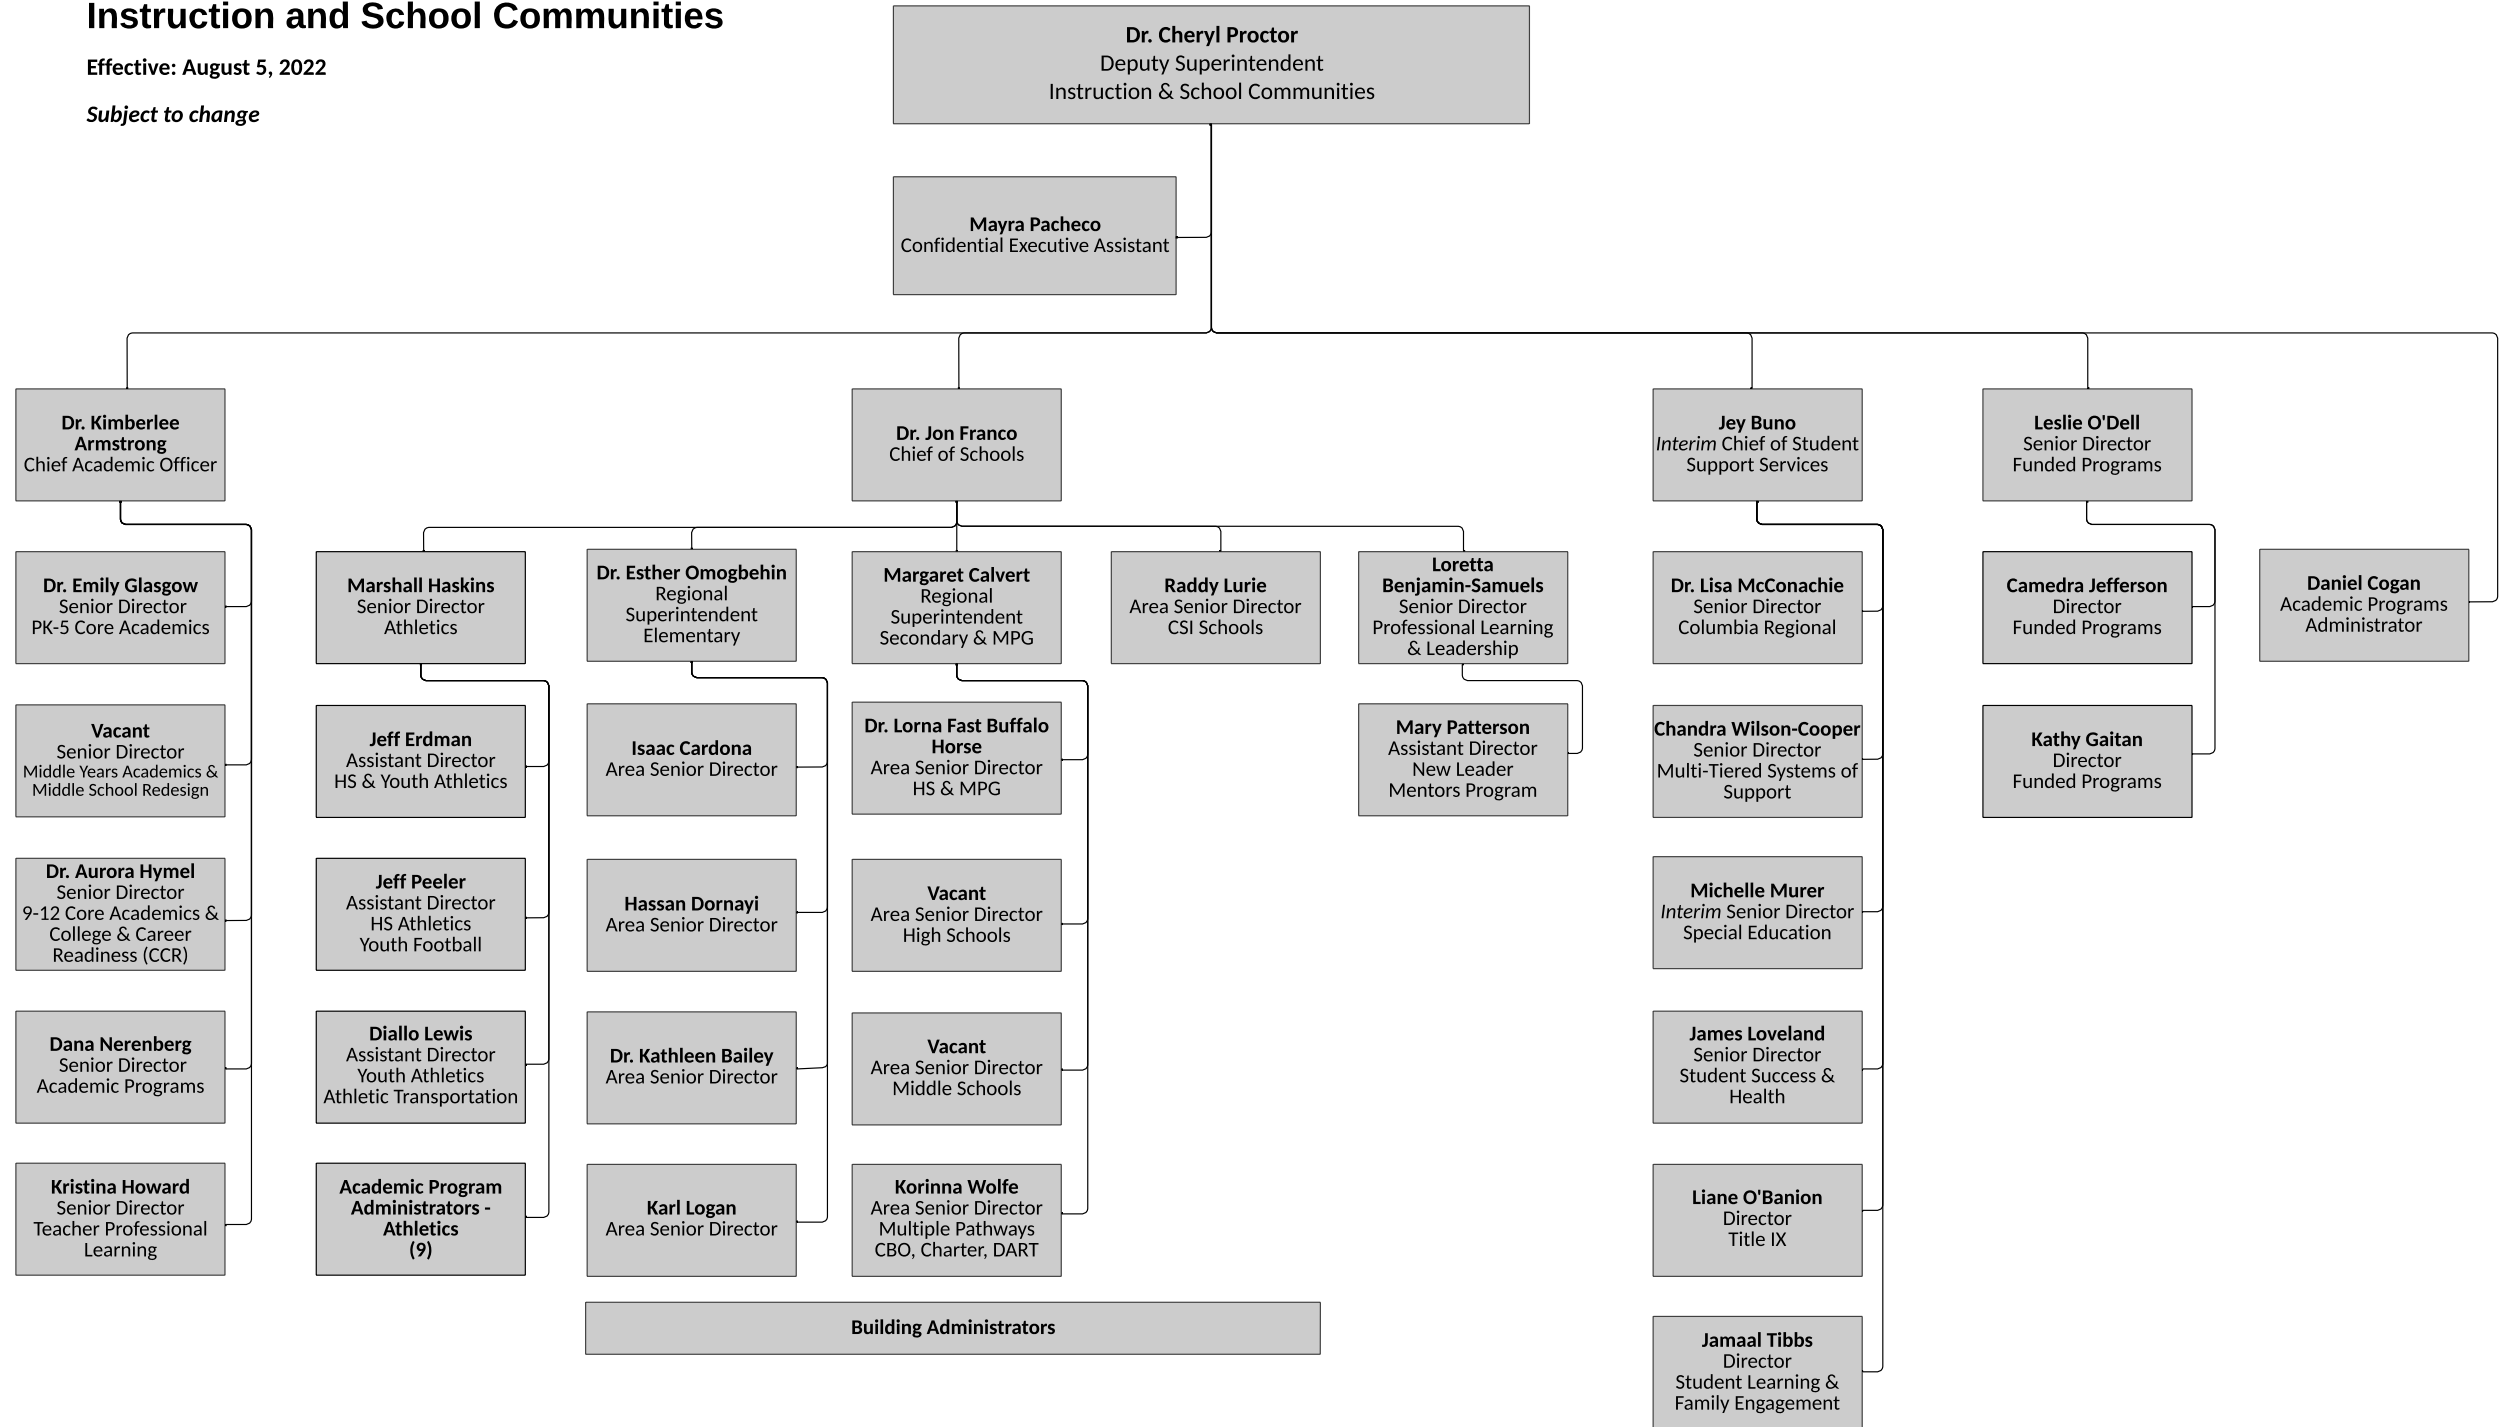 Instruction and School Communities
Effective: August 5, 2022
Subject to change
Dr. Cheryl Proctor
Deputy Superintendent
Instruction & School Communities
Mayra Pacheco
Confidential Executive Assistant
Dr. Kimberlee
Armstrong
Chief Academic Officer
Dr. Jon Franco
Chief of Schools
Jey Buno
Interim Chief of Student
Support Services
Leslie O'Dell
Senior Director
Funded Programs
Dr. Emily Glasgow
Senior Director
PK-5 Core Academics
Marshall Haskins
Senior Director
Athletics
Dr. Esther Omogbehin
Regional
Superintendent
Elementary
Margaret Calvert
Regional
Superintendent
Secondary & MPG
Raddy Lurie
Area Senior Director
CSI Schools
Loretta
Benjamin-Samuels
Senior Director
Professional Learning
& Leadership
Dr. Lisa McConachie
Senior Director
Columbia Regional
Camedra Jefferson
Director
Funded Programs
Daniel Cogan
Academic Programs
Administrator
Vacant
Senior Director
Middle Years Academics &
Middle School Redesign
Jeff Erdman
Assistant Director
HS & Youth Athletics
Isaac Cardona
Area Senior Director
Dr. Lorna Fast Buffalo
Horse
Area Senior Director
HS & MPG
Mary Patterson
Assistant Director
New Leader
Mentors Program
Chandra Wilson-Cooper
Senior Director
Multi-Tiered Systems of
Support
Kathy Gaitan
Director
Funded Programs
Dr. Aurora Hymel
Senior Director
9-12 Core Academics &
College & Career
Readiness (CCR)
Jeff Peeler
Assistant Director
HS Athletics
Youth Football
Hassan Dornayi
Area Senior Director
Vacant
Area Senior Director
High Schools
Michelle Murer
Interim Senior Director
Special Education
Dana Nerenberg
Senior Director
Academic Programs
Diallo Lewis
Assistant Director
Youth Athletics
Athletic Transportation
Dr. Kathleen Bailey
Area Senior Director
Vacant
Area Senior Director
Middle Schools
James Loveland
Senior Director
Student Success &
Health
Kristina Howard
Senior Director
Teacher Professional
Learning
Academic Program
Administrators -
Athletics
(9)
Karl Logan
Area Senior Director
Korinna Wolfe
Area Senior Director
Multiple Pathways
CBO, Charter, DART
Liane O'Banion
Director
Title IX
Building Administrators
Jamaal Tibbs
Director
Student Learning &
Family Engagement